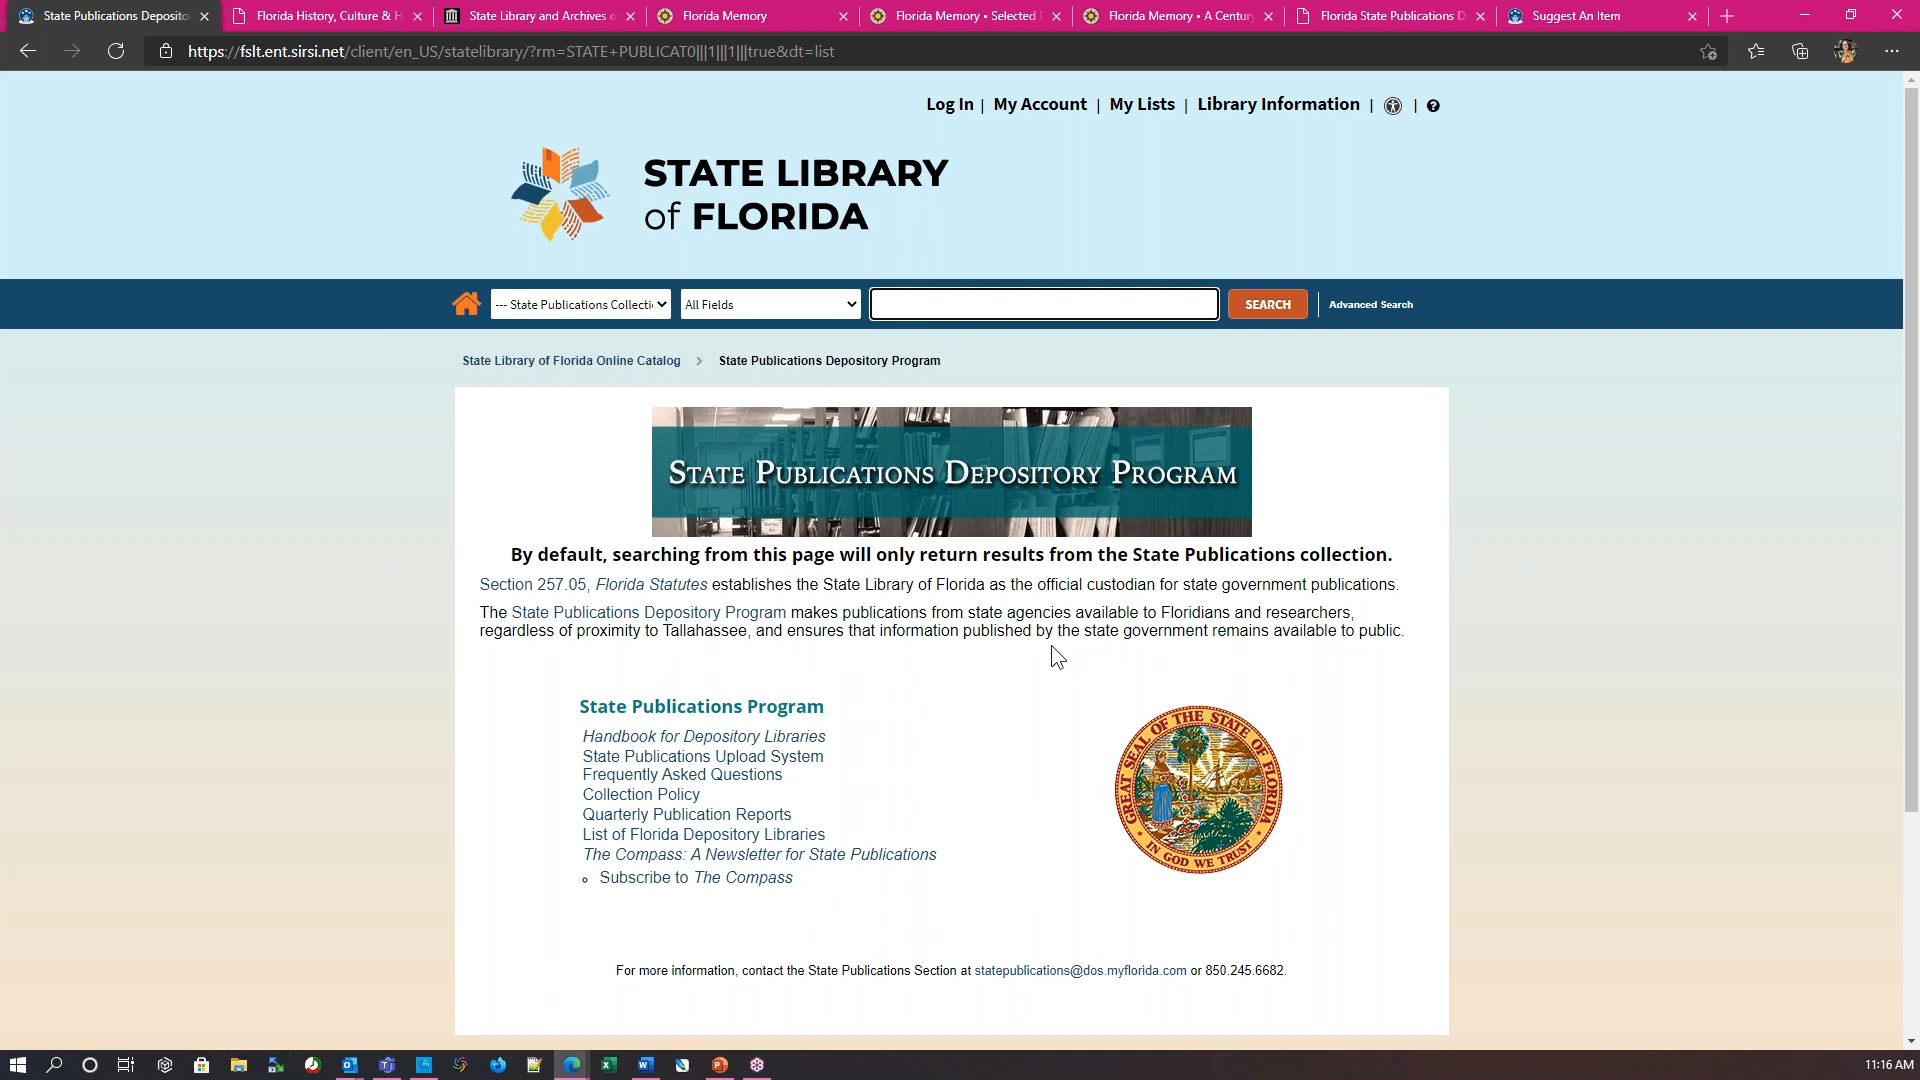 State Publications Deposito
Florida History, Culture & H
State Library and Archives o
Florida Memory
Florida Memory • Selected D
Florida Memory • A Century
Florida State Publications D
Suggest An Item
https://fslt.ent.sirsi.net/client/en_US/statelibrary/?rm=STATE+PUBLICAT0|||1|||1|||true&dt=list
Log In | My Account | My Lists | Library Information | | ?
STATE LIBRARY
of FLORIDA
--- State Publications Collecti
All Fields
SEARCH
Advanced Search
State Library of Florida Online Catalog > State Publications Depository Program
STATE PUBLICATIONS DEPOSITORY PROGRAM
By default, searching from this page will only return results from the State Publications collection.
Section 257.05, Florida Statutes establishes the State Library of Florida as the official custodian for state government publications.
The State Publications Depository Program makes publications from state agencies available to Floridians and researchers,
regardless of proximity to Tallahassee, and ensures that information published by the state government remains available to public.
State Publications Program
Handbook for Depository Libraries
State Publications Upload System
Frequently Asked Questions
Collection Policy
Quarterly Publication Reports
List of Florida Depository Libraries
The Compass: A Newsletter for State Publications
Subscribe to The Compass
GREAT SEAL OF THE STATE OF FLORIDA
IN GOD WE TRUST
For more information, contact the State Publications Section at statepublications@dos.myflorida.com or 850.245.6682.
11:16 AM